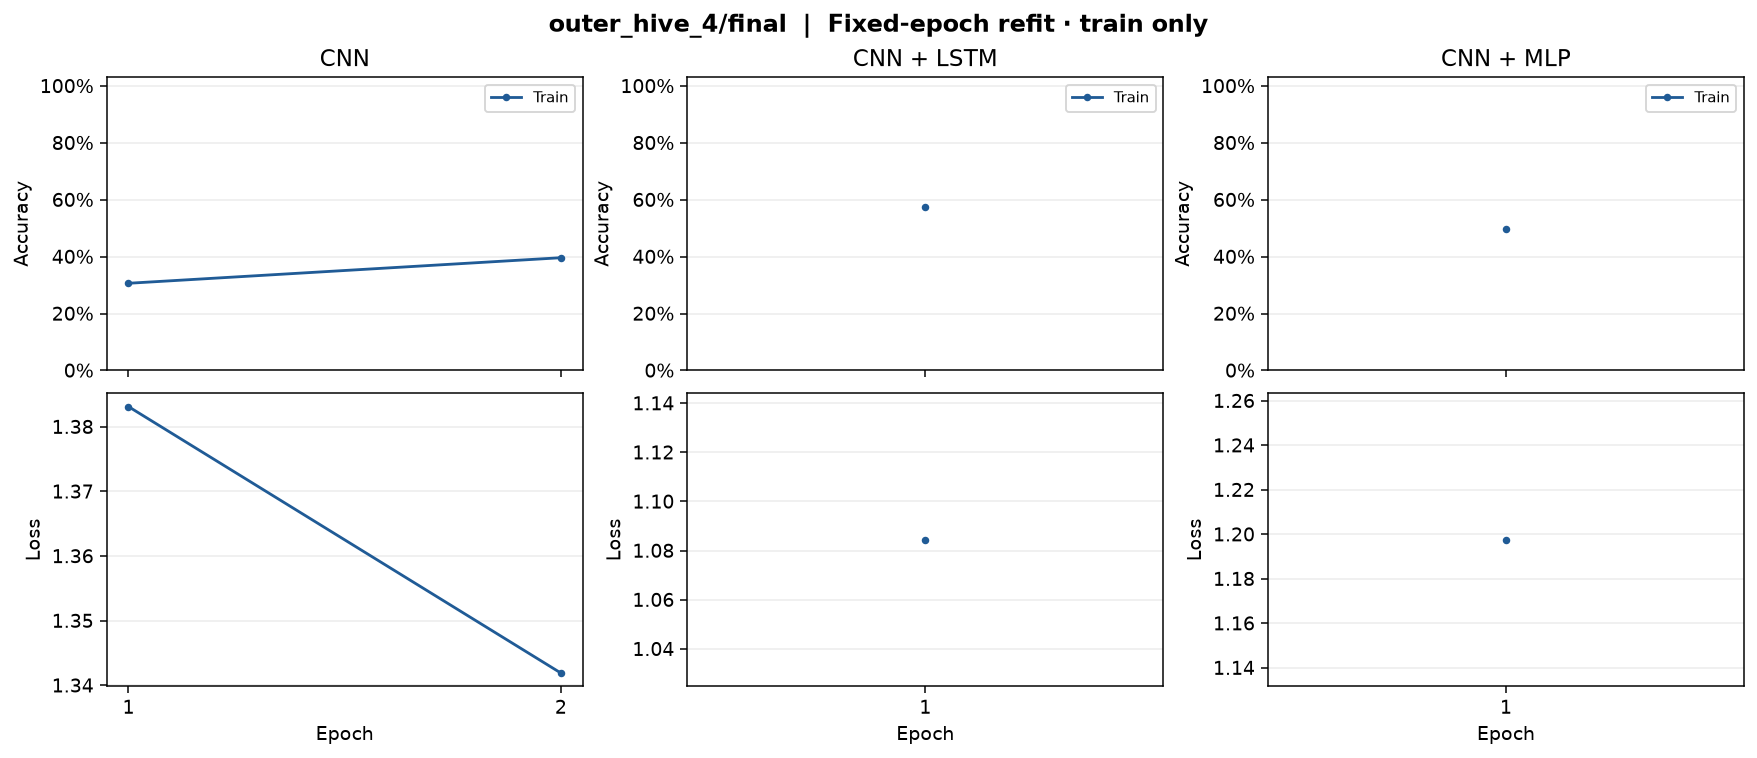 outer_hive_4/final | Fixed-epoch refit · train only
CNN
CNN + LSTM
CNN + MLP
100%
80%
60%
40%
20%
0%
Accuracy
Train
100%
80%
60%
40%
20%
0%
Accuracy
Train
100%
80%
60%
40%
20%
0%
Accuracy
Train
1.38
1.37
1.36
1.35
1.34
Loss
1
2
Epoch
1.14
1.12
1.10
1.08
1.06
1.04
Loss
1
Epoch
1.26
1.24
1.22
1.20
1.18
1.16
1.14
Loss
1
Epoch